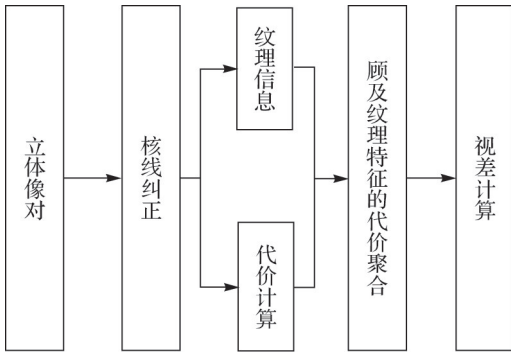 立体像对
核线纠正
纹理信息
代价计算
顾及纹理特征的代价聚合
视差计算